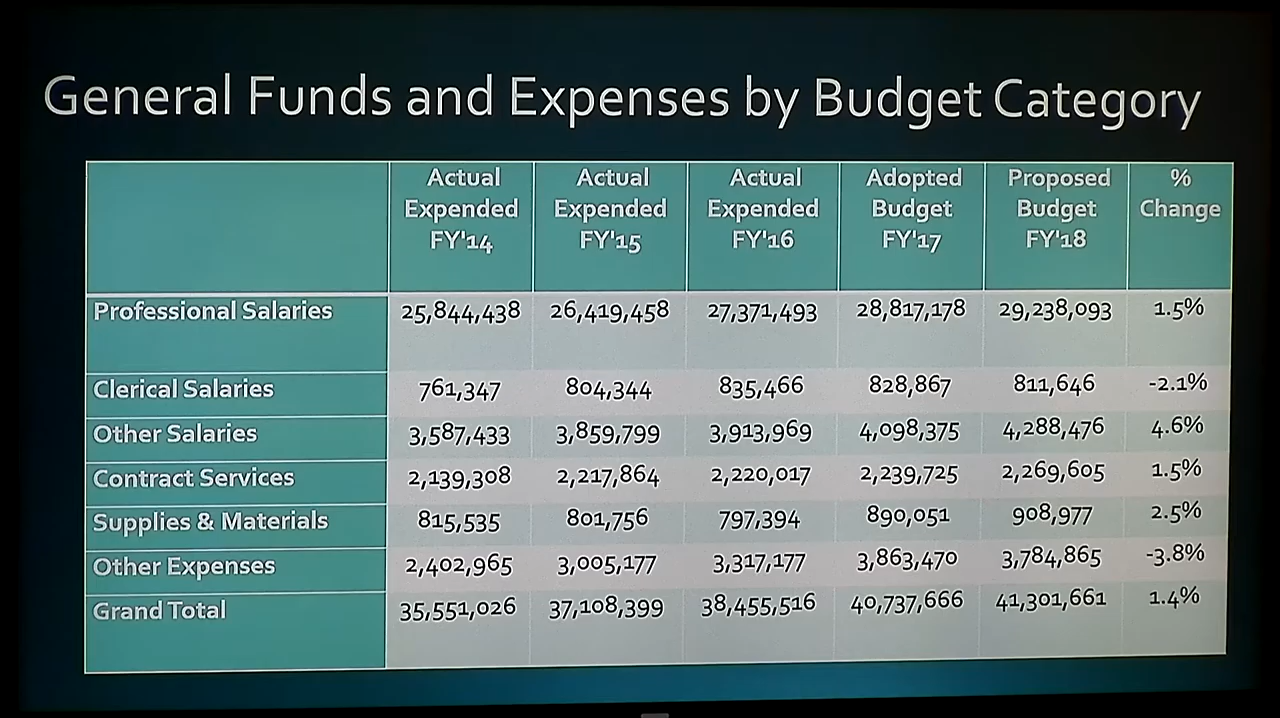 General Funds and Expenses by Budget Category
Actual Expended FY'14 Actual Expended FY'15 Actual Expended FY'16 Adopted Budget FY'17 Proposed Budget FY'18 % Change
Professional Salaries 25,844,438 26,419,458 27,371,493 28,817,178 29,238,093 1.5%
Clerical Salaries 761,347 804,344 835,466 828,867 811,646 -2.1%
Other Salaries 3,587,433 3,859,799 3,913,969 4,098,375 4,288,476 4.6%
Contract Services 2,139,308 2,217,864 2,220,017 2,239,725 2,269,605 1.5%
Supplies & Materials 815,535 801,756 797,394 890,051 908,977 2.5%
Other Expenses 2,402,965 3,005,177 3,317,177 3,863,470 3,784,865 -3.8%
Grand Total 35,551,026 37,108,399 38,455,516 40,737,666 41,301,661 1.4%